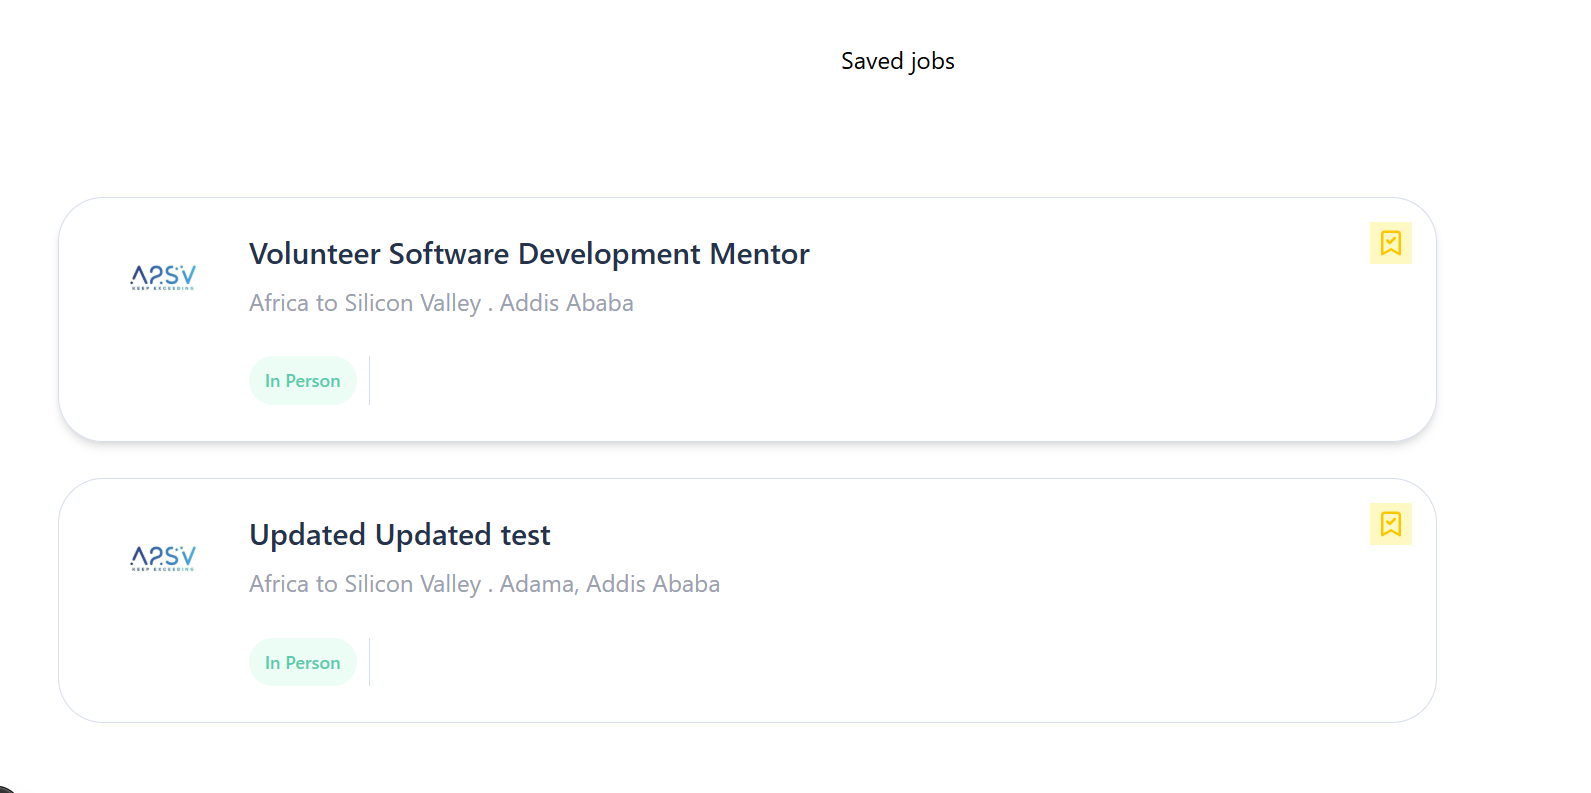 Saved jobs
Volunteer Software Development Mentor
A2SV
KEEP EXCEEDING
Africa to Silicon Valley . Addis Ababa
In Person
Updated Updated test
A2SV
KEEP EXCEEDING
Africa to Silicon Valley . Adama, Addis Ababa
In Person